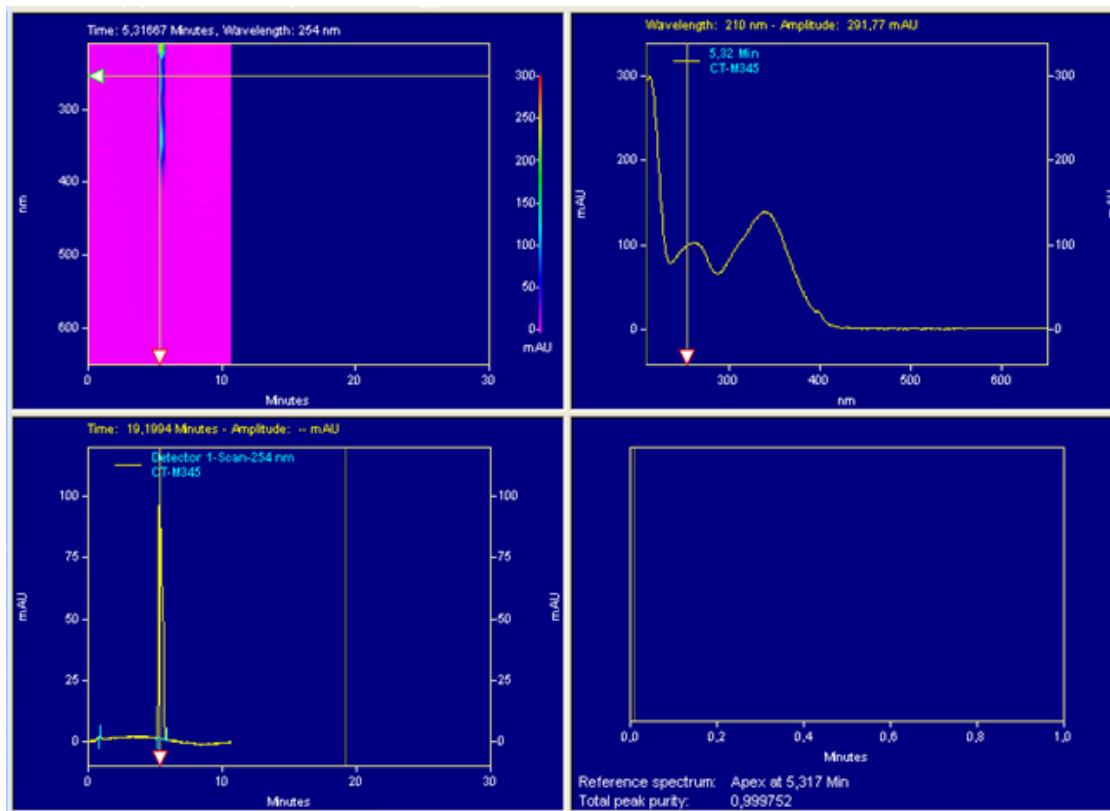 Time: 5,31667 Minutes, Wavelength: 254 nm
300
400
500
600
nm
0
10
20
30
Minutes
300
250
200
150
100
50
0
mAU
Wavelength: 210 nm - Amplitude: 291,77 mAU
5,32 Min
CT-M345
300
200
100
0
mAU
300
200
100
0
300
400
500
600
nm
Time: 19,1994 Minutes - Amplitude: -- mAU
Detector 1-Scan-254 nm
CT-M345
100
75
50
25
0
mAU
100
75
50
25
0
mAU
0
10
20
30
Minutes
0,0
0,2
0,4
0,6
0,8
1,0
Minutes
Reference spectrum: Apex at 5,317 Min
Total peak purity: 0,999752